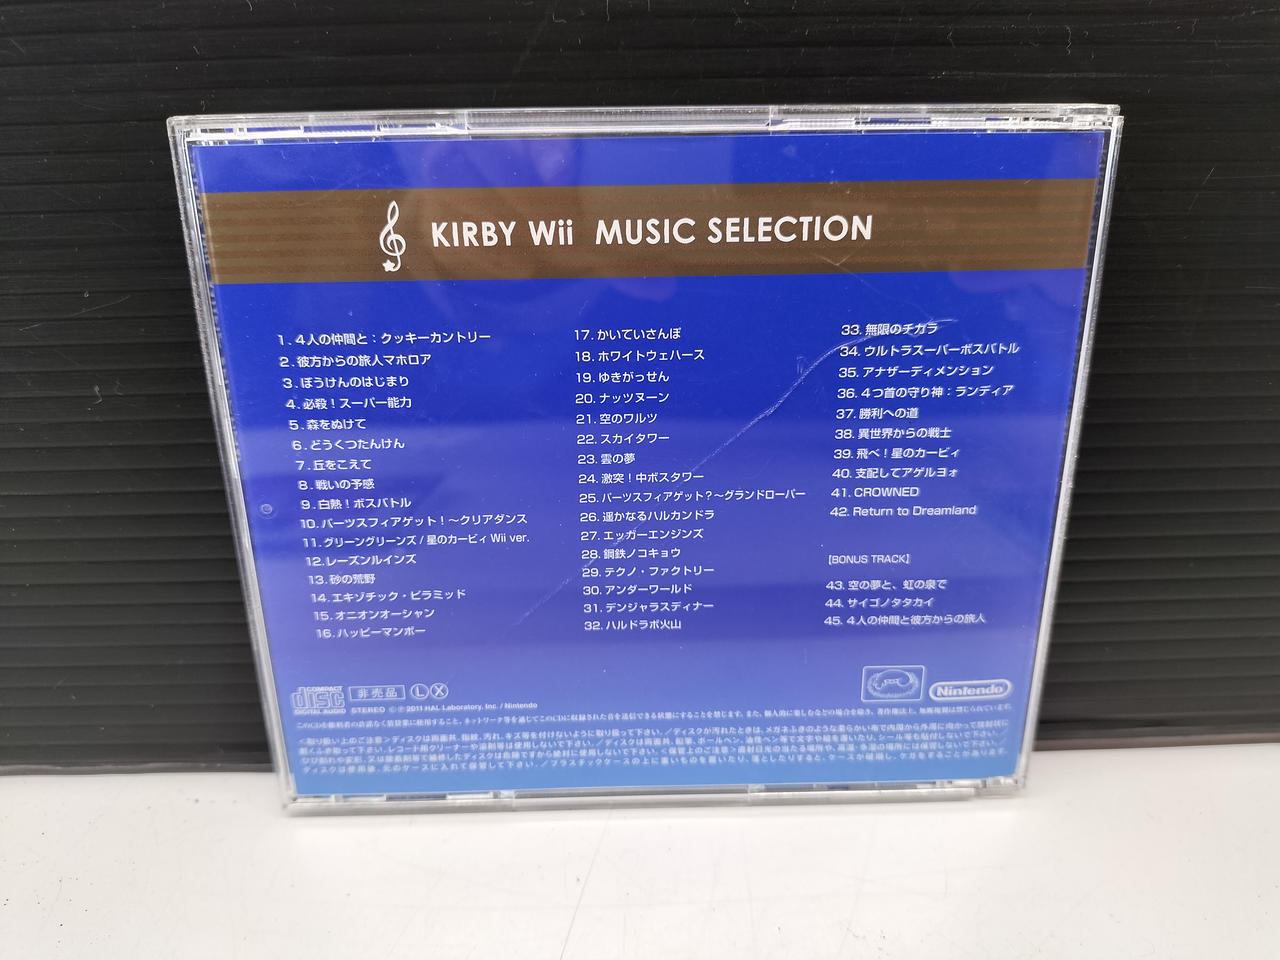 KIRBY Wii MUSIC SELECTION
1. 4人の仲間と：クッキーカントリー
2. 彼方からの旅人マホロア
3. ぼうけんのはじまり
4. 必殺！スーパー能力
5. 森をぬけて
6. どうくつたんけん
7. 丘をこえて
8. 戦いの予感
9. 白熱！ボスバトル
10. パーツスフィアゲット！～クリアダンス
11. グリーングリーンズ / 星のカービィ Wii ver.
12. レーズンルインズ
13. 砂の荒野
14. エキゾチック・ピラミッド
15. オニオンオーシャン
16. ハッピーマンボー
17. かいていさんぽ
18. ホワイトウェハース
19. ゆきがっせん
20. ナッツヌーン
21. 空のワルツ
22. スカイタワー
23. 雲の夢
24. 激突！中ボスタワー
25. パーツスフィアゲット？～グランドローパー
26. 遥かなるハルカンドラ
27. エッガーエンジンズ
28. 鋼鉄ノコキョウ
29. テクノ・ファクトリー
30. アンダーワールド
31. デンジャラスディナー
32. ハルドラボ火山
33. 無限のチカラ
34. ウルトラスーパーボスバトル
35. アナザーディメンション
36. 4つ首の守り神：ランディア
37. 勝利への道
38. 異世界からの戦士
39. 飛べ！星のカービィ
40. 支配してアゲルヨォ
41. CROWNED
42. Return to Dreamland
【BONUS TRACK】
43. 空の夢と、虹の泉で
44. サイゴノタタカイ
45. 4人の仲間と彼方からの旅人
COMPACT disc DIGITAL AUDIO
非売品 L X
STEREO ©℗2011 HAL Laboratory, Inc. / Nintendo
Nintendo